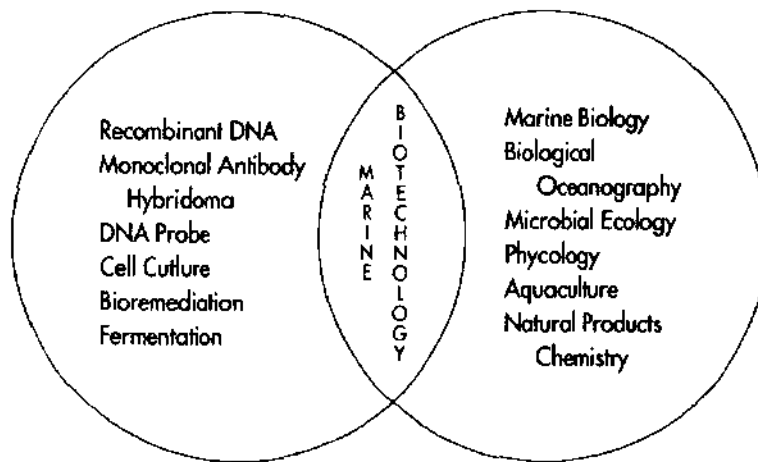 Recombinant DNA
Monoclonal Antibody
Hybridoma
DNA Probe
Cell Cutlure
Bioremediation
Fermentation
MARINE
BIOTECHNOLOGY
Marine Biology
Biological
Oceanography
Microbial Ecology
Phycology
Aquaculture
Natural Products
Chemistry